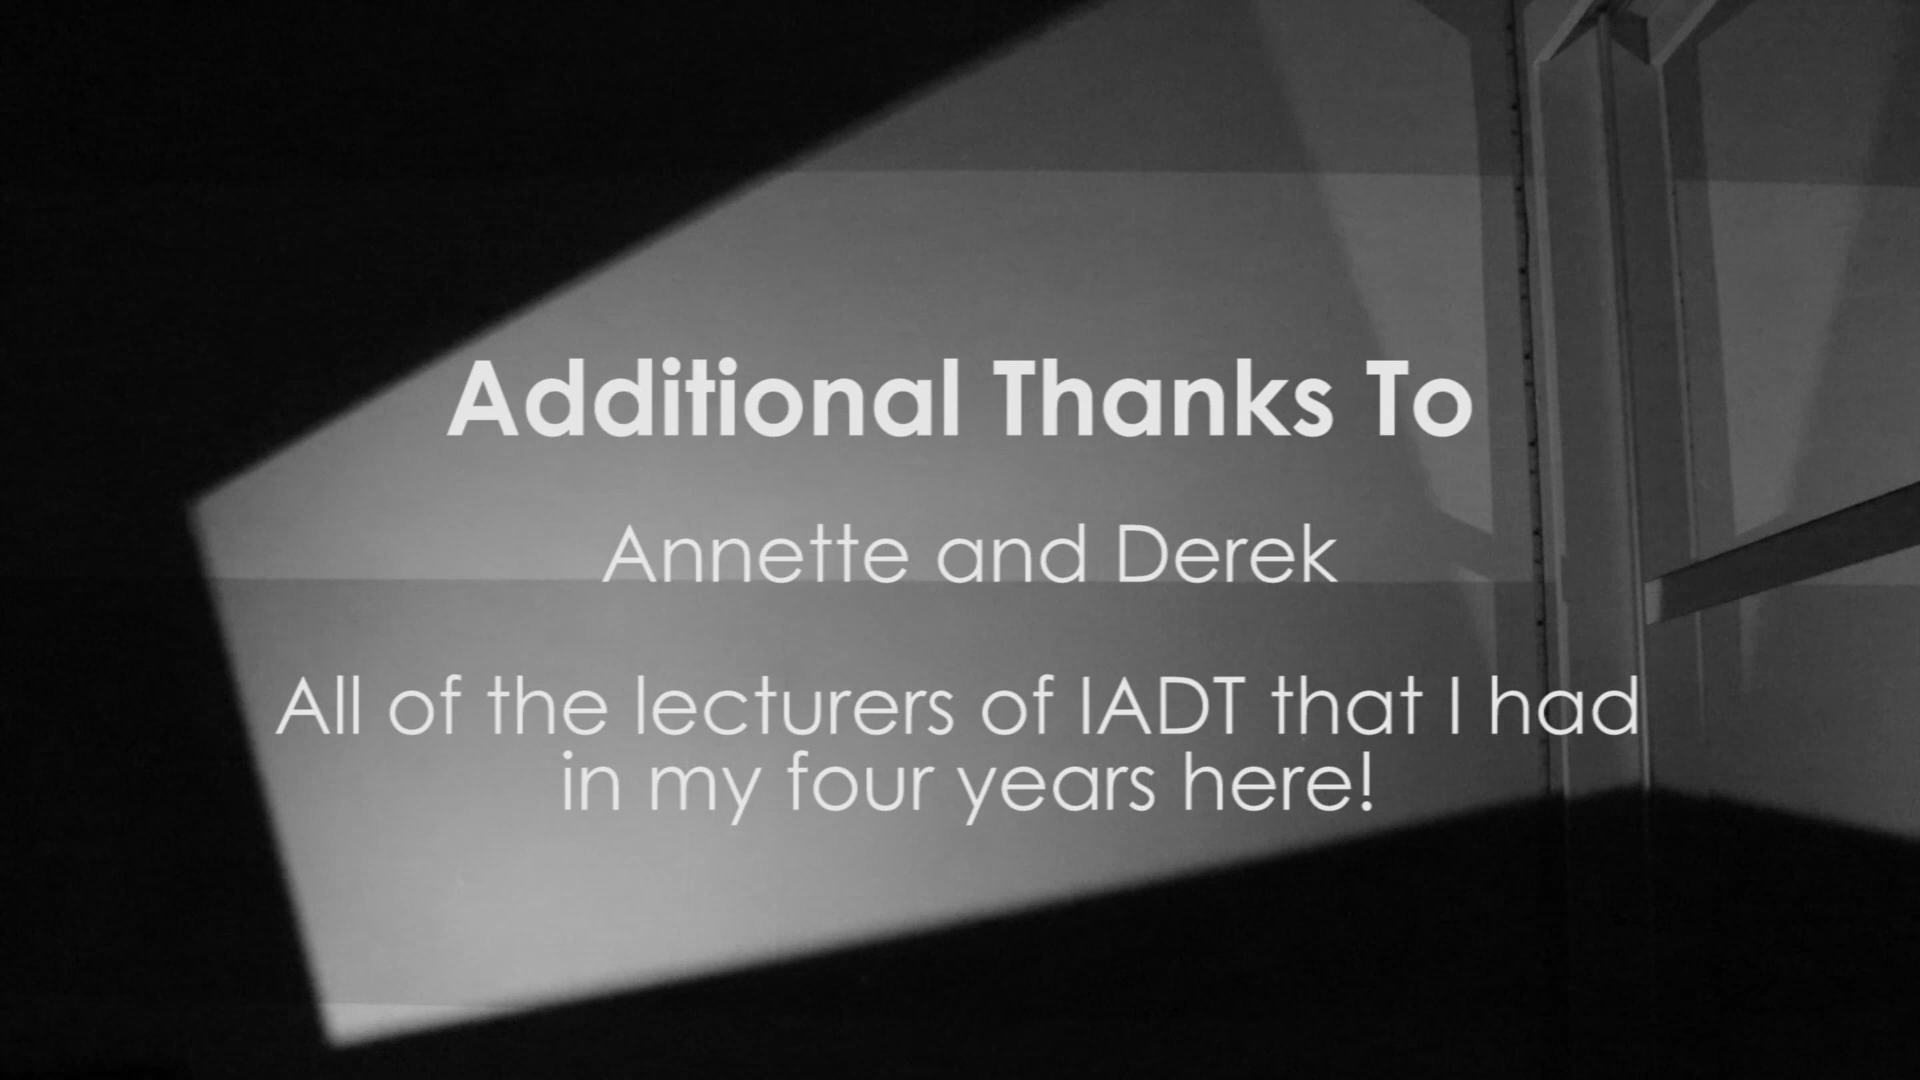 Additional Thanks To
Annette and Derek
All of the lecturers of IADT that I had
in my four years here!